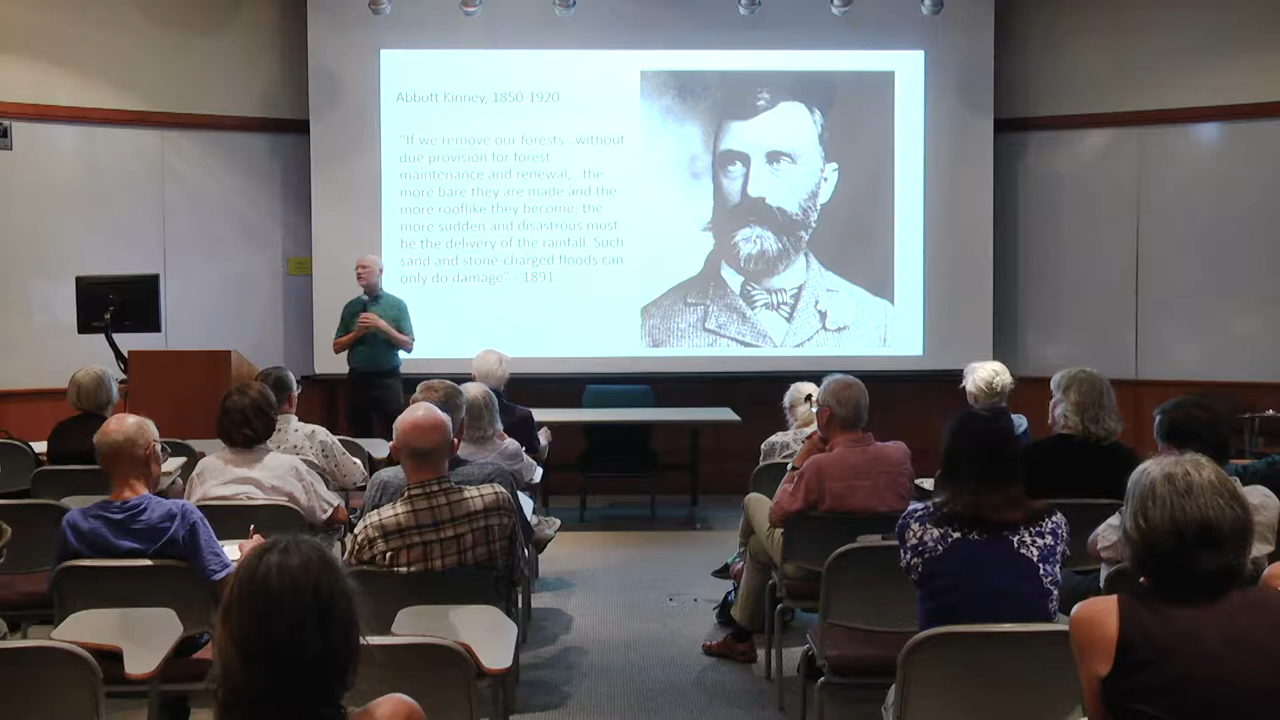 Abbott Kinney, 1850-1920
"If we remove our forests...without
due provision for forest
maintenance and renewal,...the
more bare they are made and the
more rooflike they become, the
more sudden and disastrous must
be the delivery of the rainfall. Such
sand and stone-charged floods can
only do damage" - 1891